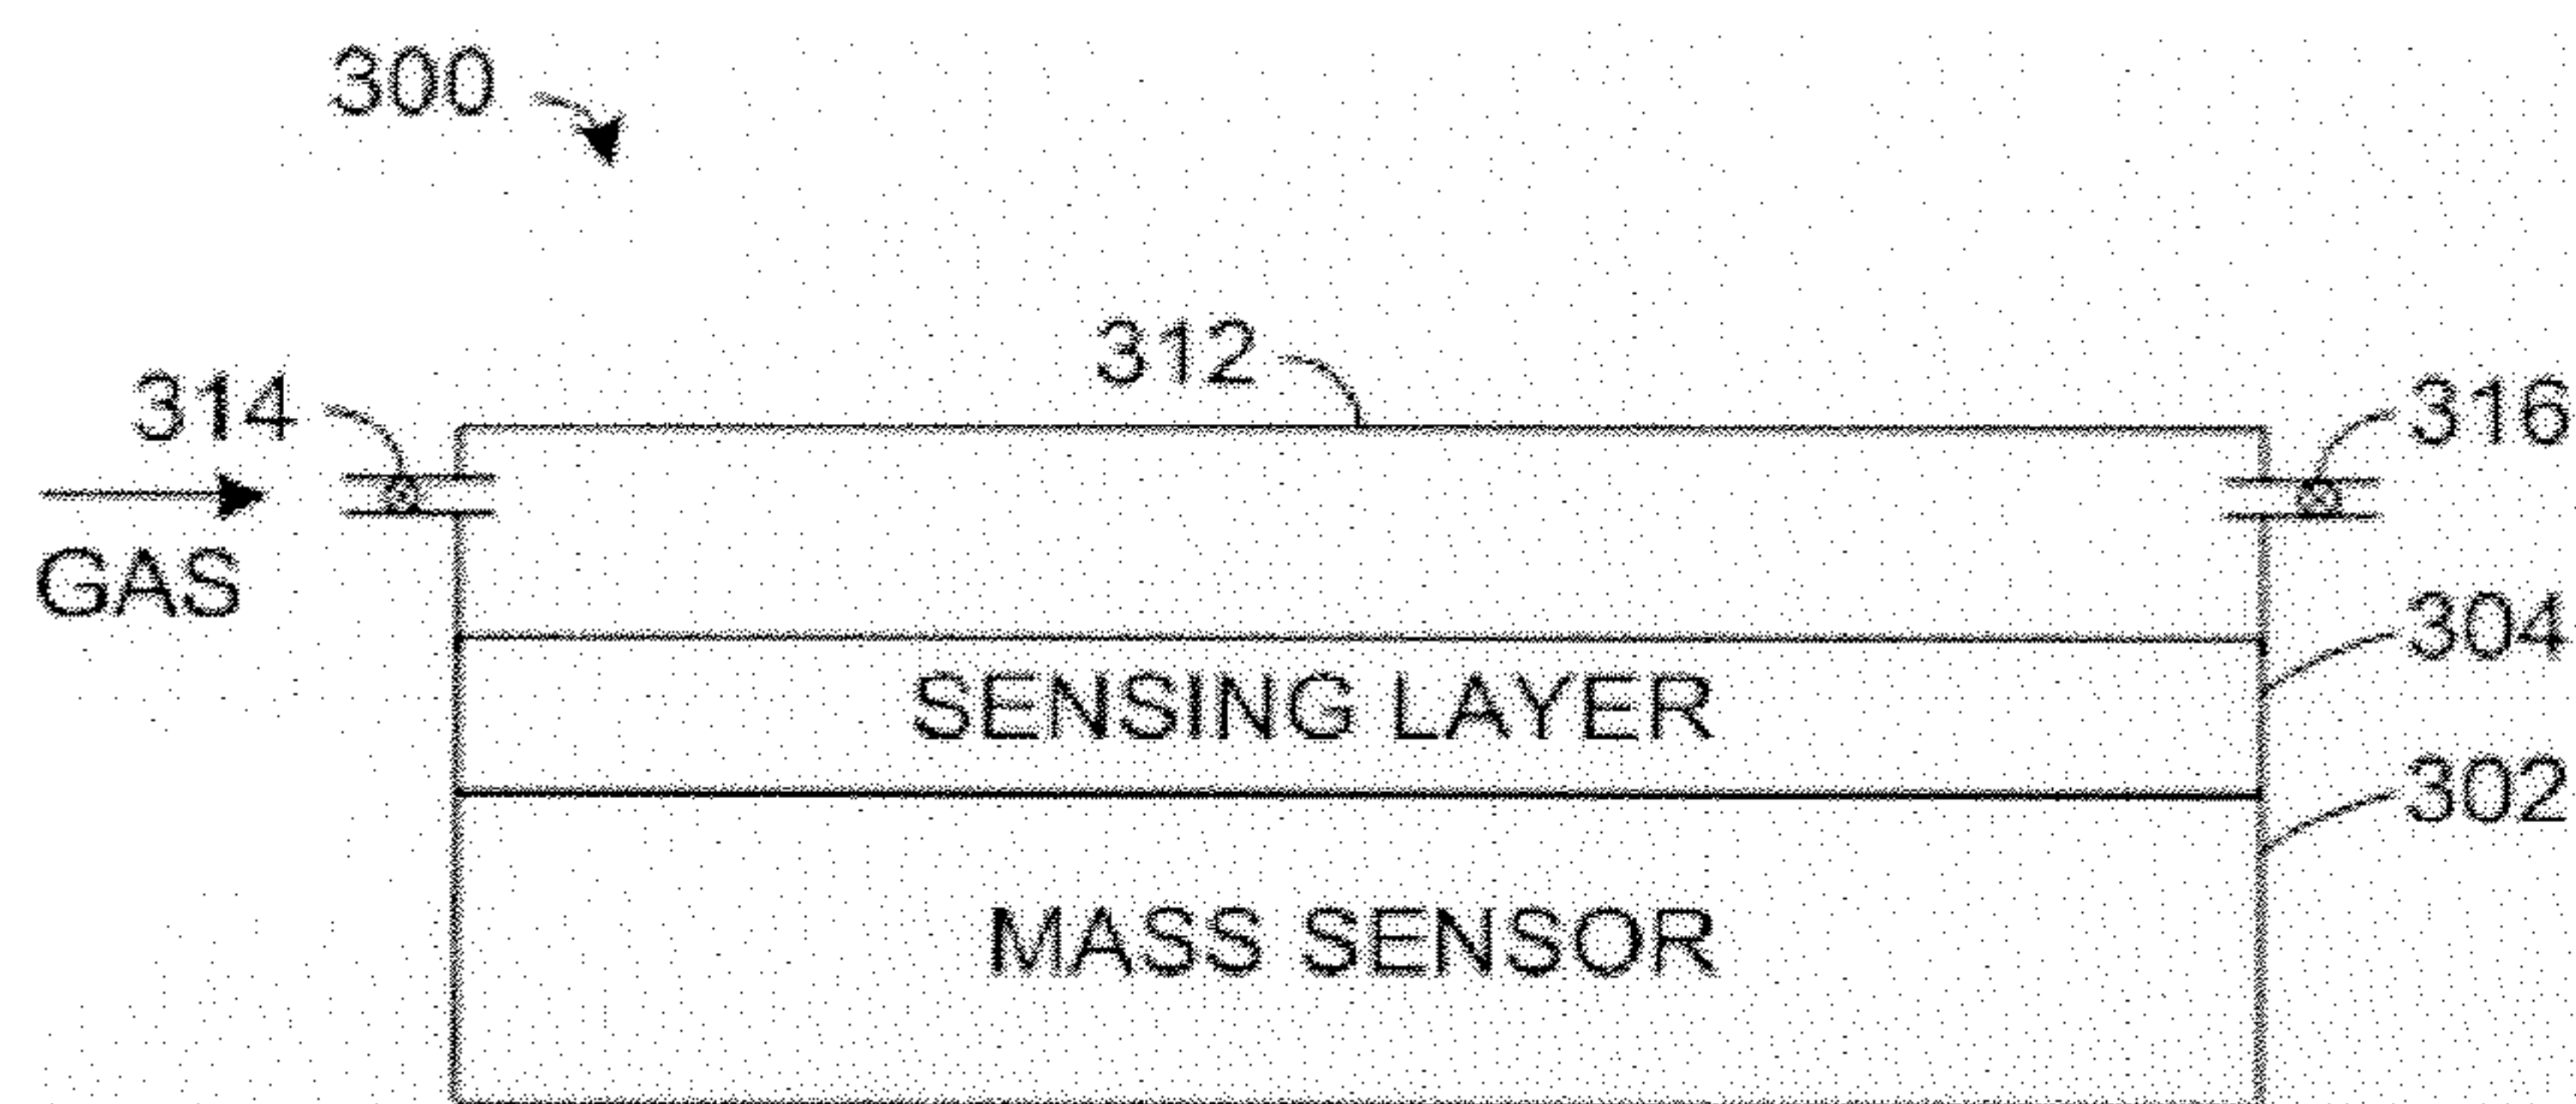 300
312
314
316
GAS
304
SENSING LAYER
302
MASS SENSOR